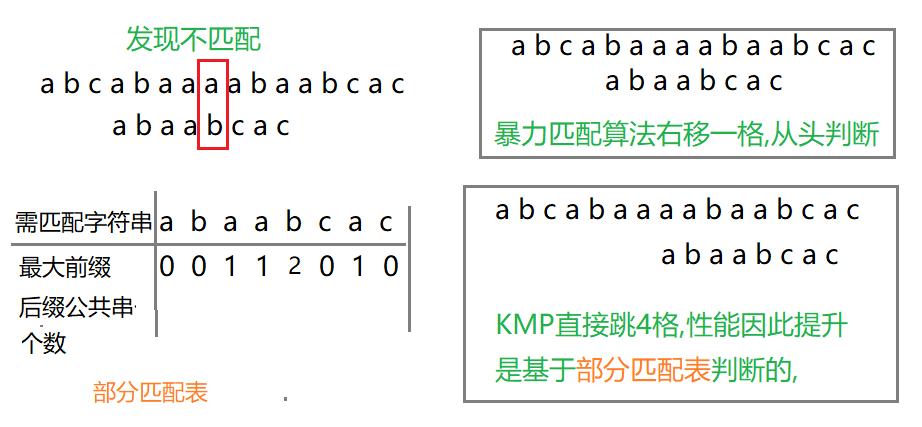 发现不匹配
a b c a b a a a a b a a b c a c
a b a a b c a c
a b c a b a a a a b a a b c a c
a b a a b c a c
暴力匹配算法右移一格,从头判断
需匹配字符串 a b a a b c a c
最大前缀 0 0 1 1 2 0 1 0
后缀公共串
个数
部分匹配表
a b c a b a a a a b a a b c a c
a b a a b c a c
KMP直接跳4格,性能因此提升
是基于部分匹配表判断的,